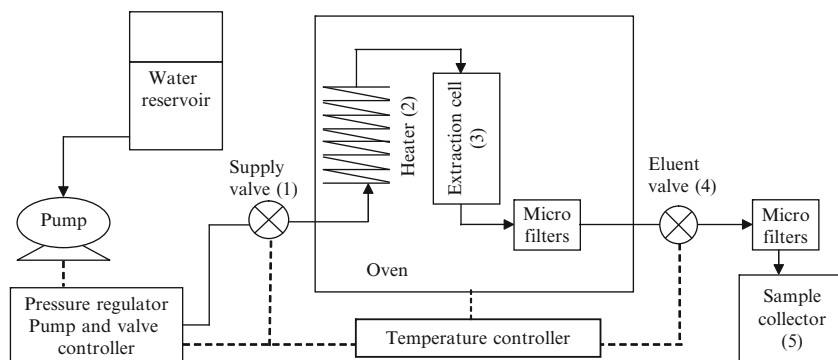 Water
reservoir
Pump
Pressure regulator
Pump and valve
controller
Supply
valve (1)
Heater (2)
Extraction cell
(3)
Micro
filters
Oven
Temperature controller
Eluent
valve (4)
Micro
filters
Sample
collector
(5)